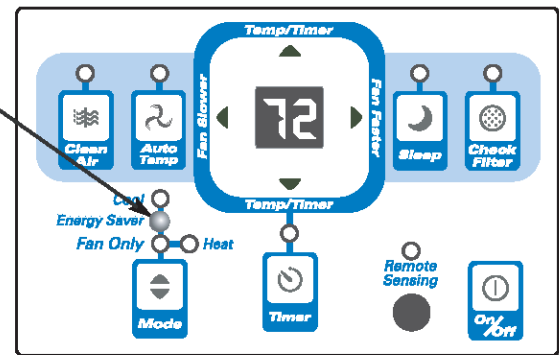 Temp/Timer
Fan Slower
72
Fan Faster
Clean
Air
Auto
Temp
Sleep
Check
Filter
Temp/Timer
Cool
Energy Saver
Fan Only
Heat
Mode
Timer
Remote
Sensing
On/Off